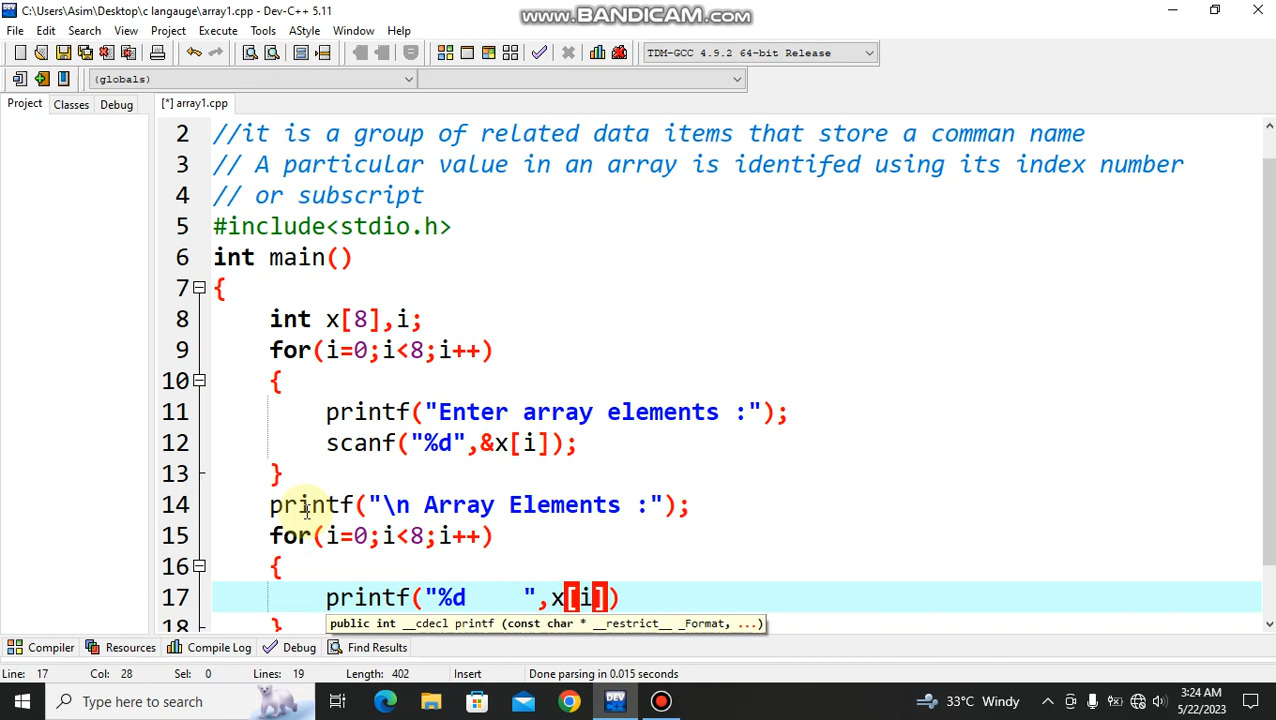 C:\Users\Asim\Desktop\c langauge\array1.cpp - Dev-C++ 5.11
www.BANDICAM.com
File Edit Search View Project Execute Tools AStyle Window Help
TDM-GCC 4.9.2 64-bit Release
(globals)
Project Classes Debug [*] array1.cpp
2 //it is a group of related data items that store a comman name
3 // A particular value in an array is identifed using its index number
4 // or subscript
5 #include<stdio.h>
6 int main()
7 {
8 int x[8],i;
9 for(i=0;i<8;i++)
10 {
11 printf("Enter array elements :");
12 scanf("%d",&x[i]);
13 }
14 printf("\n Array Elements :");
15 for(i=0;i<8;i++)
16 {
17 printf("%d    ",x[i])
public int __cdecl printf (const char * __restrict__ _Format, ...)
18 }
Compiler Resources Compile Log Debug Find Results
Line: 17 Col: 28 Sel: 0 Lines: 19 Length: 402 Insert Done parsing in 0.015 seconds
Type here to search
DEV
33°C Windy
3:24 AM
5/22/2023